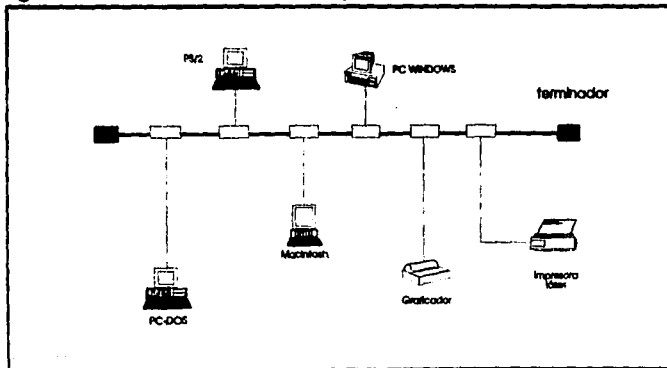 PS/2
PC WINDOWS
terminador
Macintosh
Graficador
Impresora
láser
PC-DOS